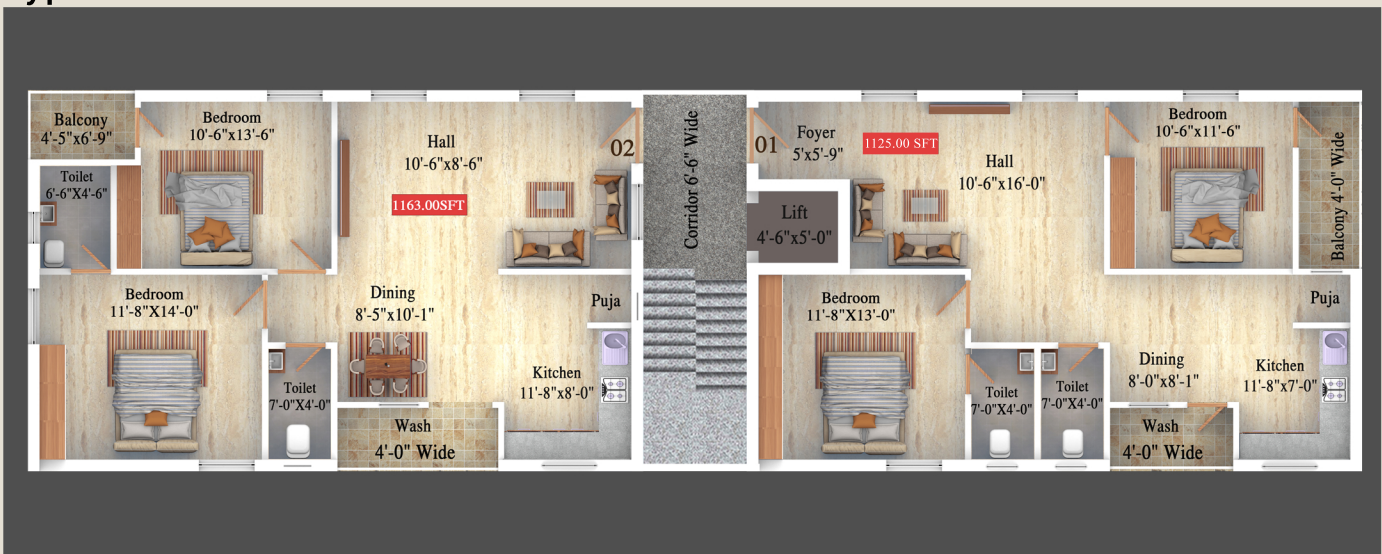 Balcony
4'-5"x6'-9"
Bedroom
10'-6"x13'-6"
Toilet
6'-6"X4'-6"
Hall
10'-6"x8'-6"
1163.00SFT
02
Bedroom
11'-8"X14'-0"
Dining
8'-5"x10'-1"
Puja
Toilet
7'-0"X4'-0"
Kitchen
11'-8"x8'-0"
Wash
4'-0" Wide
Corridor 6'-6" Wide
01
Foyer
5'x5'-9"
1125.00 SFT
Hall
10'-6"x16'-0"
Lift
4'-6"x5'-0"
Bedroom
10'-6"x11'-6"
Balcony 4'-0" Wide
Bedroom
11'-8"X13'-0"
Puja
Toilet
7'-0"X4'-0"
Toilet
7'-0"X4'-0"
Dining
8'-0"x8'-1"
Kitchen
11'-8"x7'-0"
Wash
4'-0" Wide